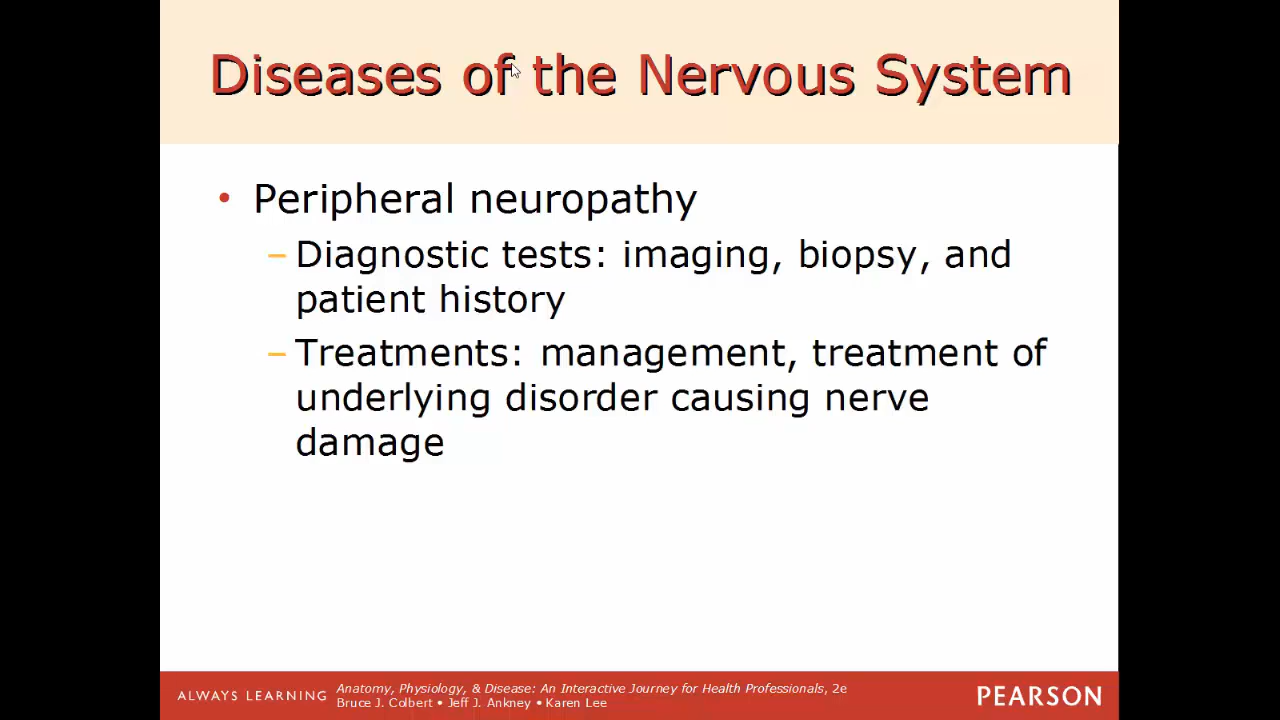 Diseases of the Nervous System
• Peripheral neuropathy
– Diagnostic tests: imaging, biopsy, and
patient history
– Treatments: management, treatment of
underlying disorder causing nerve
damage
ALWAYS LEARNING
Anatomy, Physiology, & Disease: An Interactive Journey for Health Professionals, 2e
Bruce J. Colbert • Jeff J. Ankney • Karen Lee
PEARSON